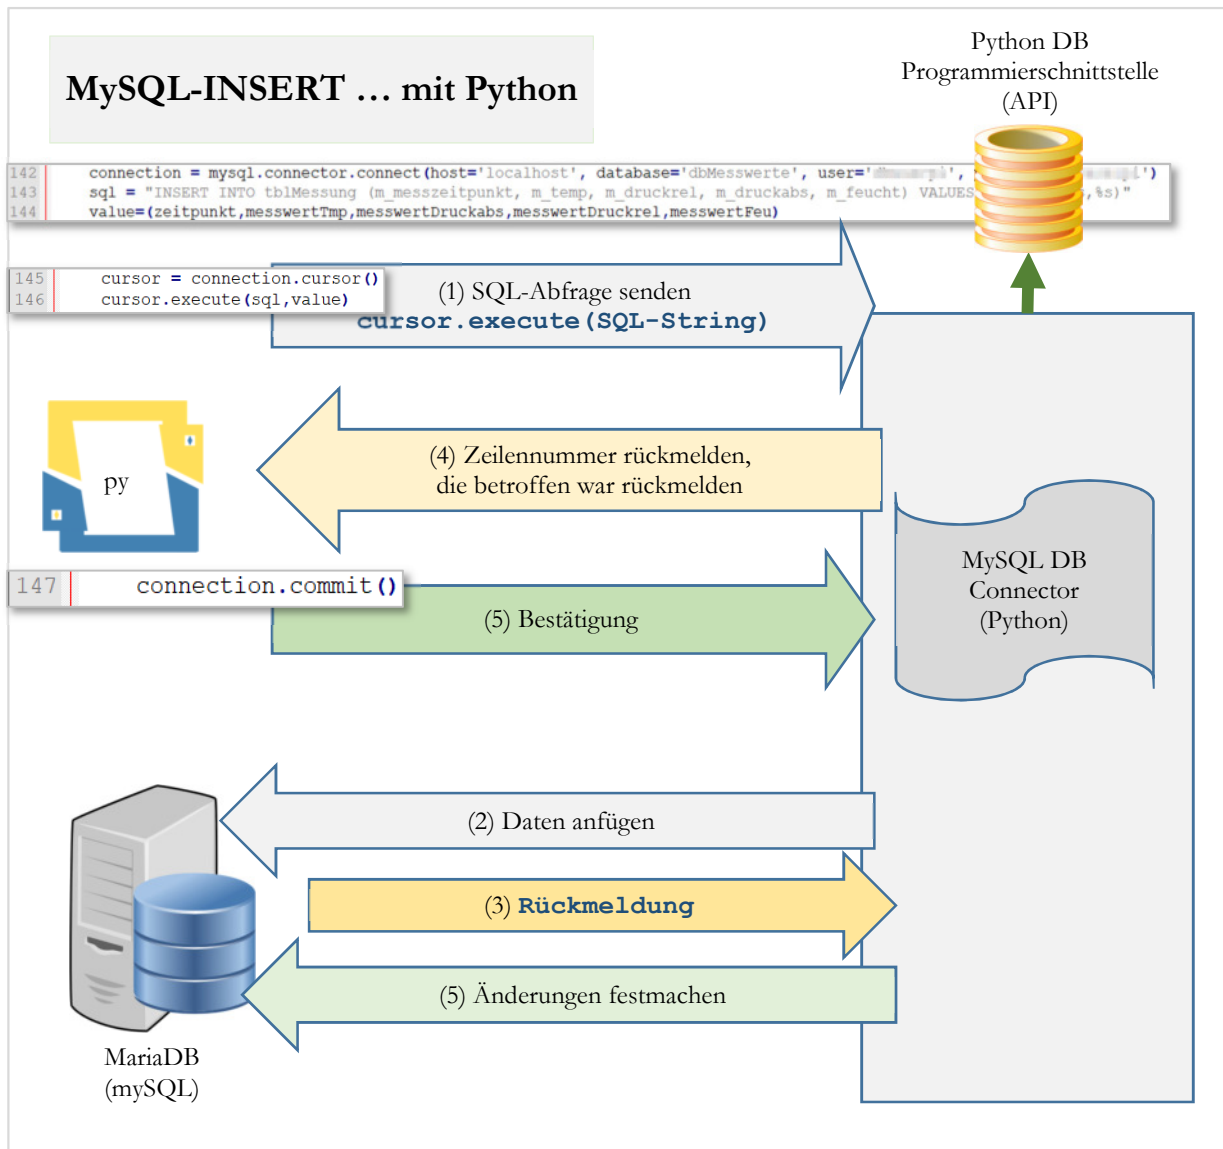 MySQL-INSERT … mit Python
Python DB
Programmierschnittstelle
(API)
142 connection = mysql.connector.connect(host='localhost', database='dbMesswerte', user='
143 sql = "INSERT INTO tblMessung (m_messzeitpunkt, m_temp, m_druckrel, m_druckabs, m_feucht) VALUES ,%s)"
144 value=(zeitpunkt,messwertTmp,messwertDruckabs,messwertDruckrel,messwertFeu)
145 cursor = connection.cursor()
146 cursor.execute(sql,value)
(1) SQL-Abfrage senden
cursor.execute(SQL-String)
(4) Zeilennummer rückmelden,
die betroffen war rückmelden
py
MySQL DB
Connector
(Python)
147 connection.commit()
(5) Bestätigung
(2) Daten anfügen
(3) Rückmeldung
(5) Änderungen festmachen
MariaDB
(mySQL)